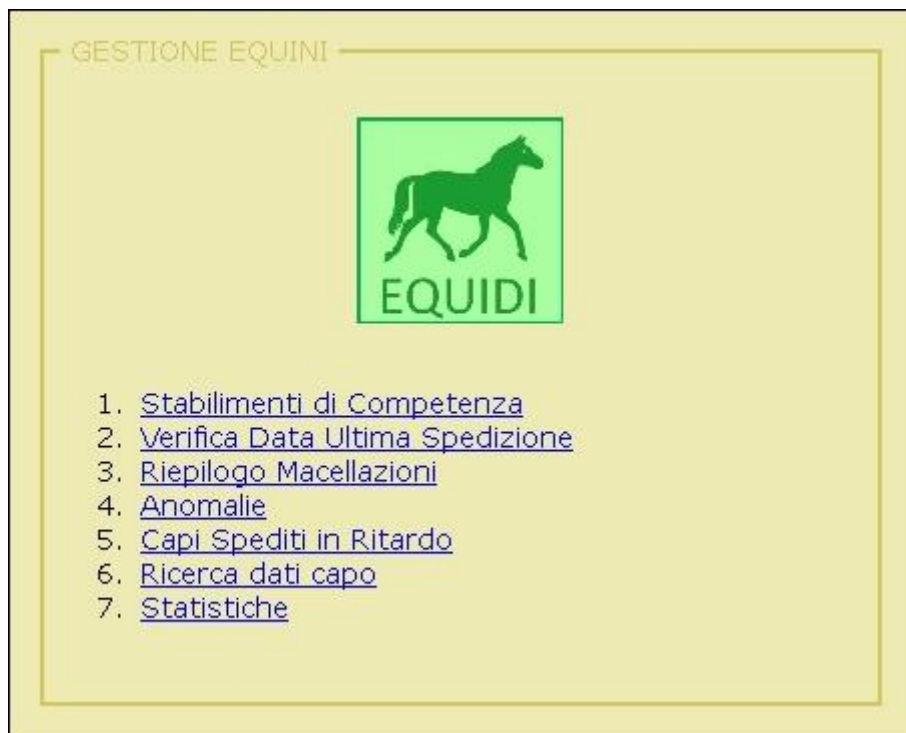 GESTIONE EQUINI
EQUIDI
1. Stabilimenti di Competenza
2. Verifica Data Ultima Spedizione
3. Riepilogo Macellazioni
4. Anomalie
5. Capi Spediti in Ritardo
6. Ricerca dati capo
7. Statistiche